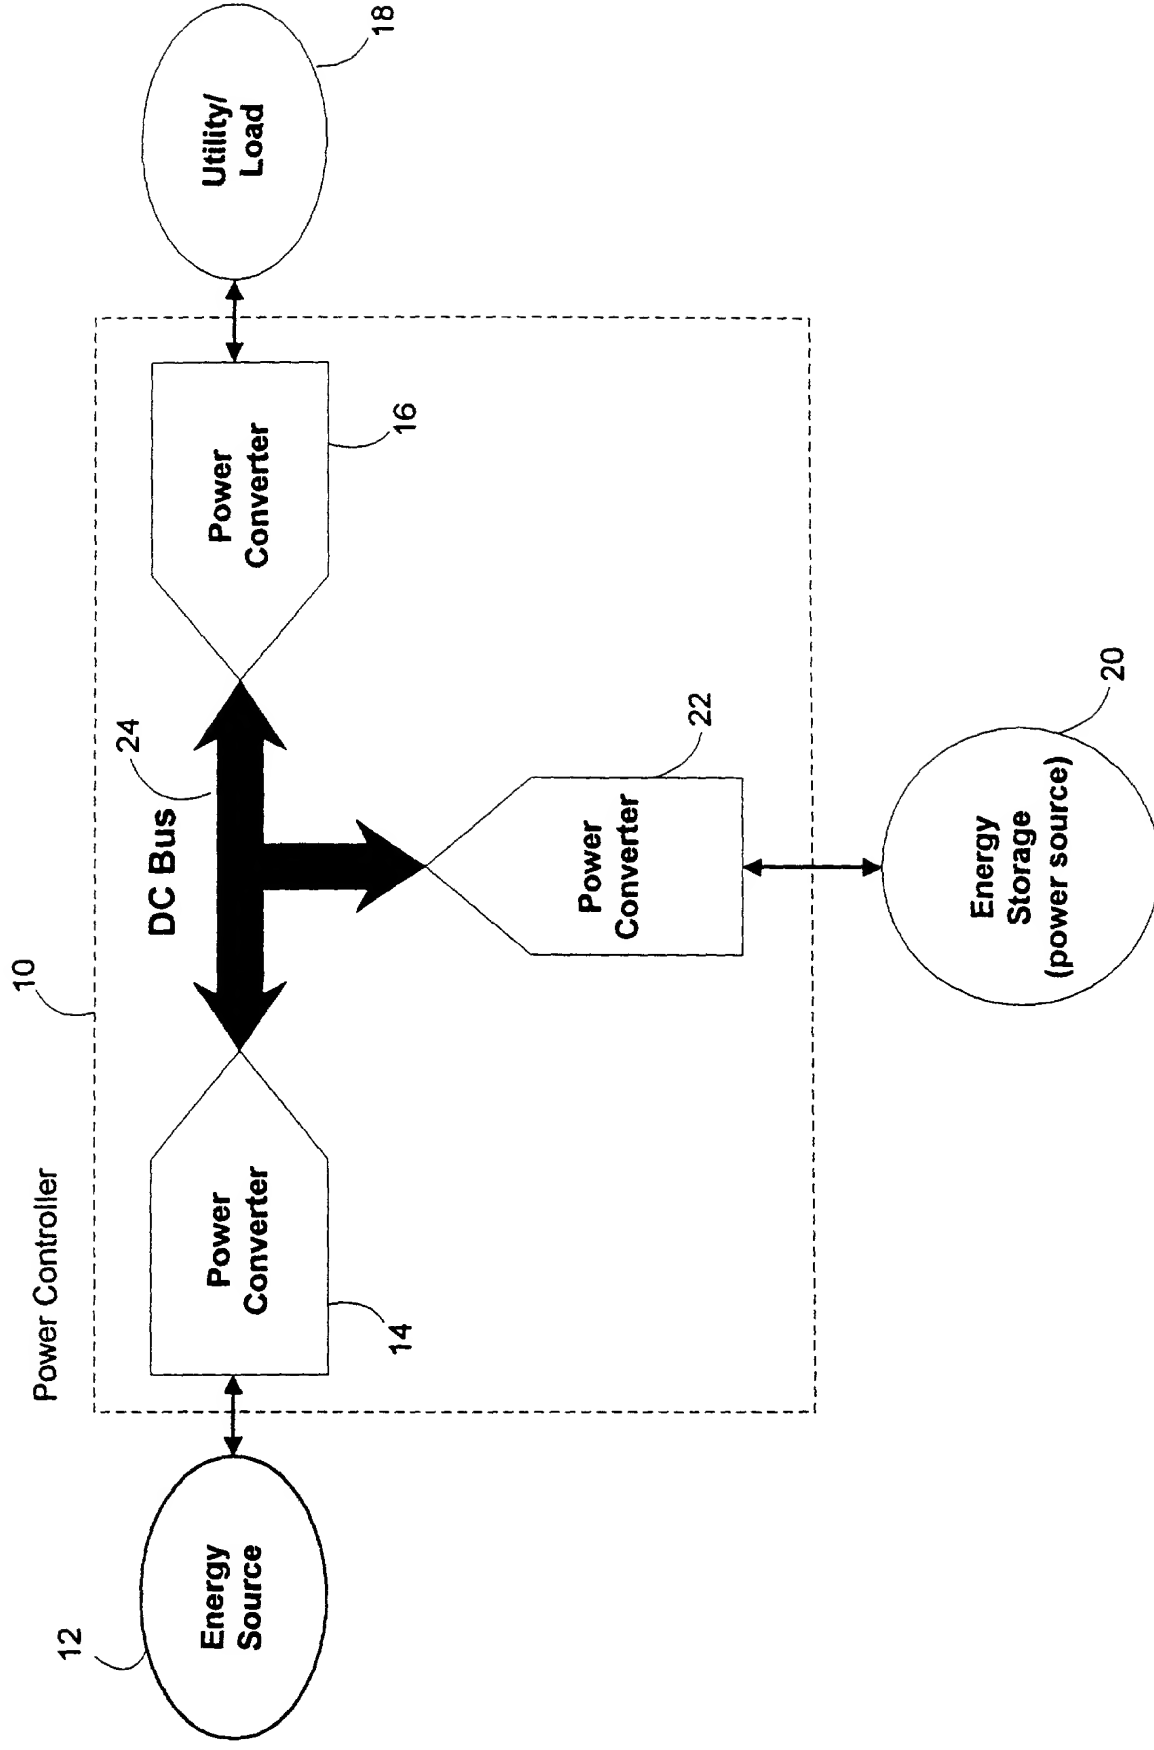 Power Controller
10
12
Energy
Source
14
Power
Converter
DC Bus
24
Power
Converter
16
Utility/
Load
18
Power
Converter
22
Energy
Storage
(power source)
20